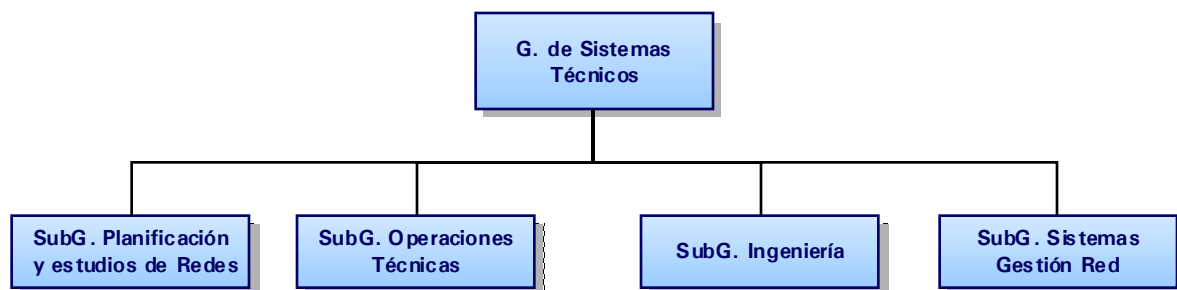 G. de Sistemas
Técnicos
SubG. Planificación
y estudios de Redes
SubG. Operaciones
Técnicas
SubG. Ingeniería
SubG. Sistemas
Gestión Red